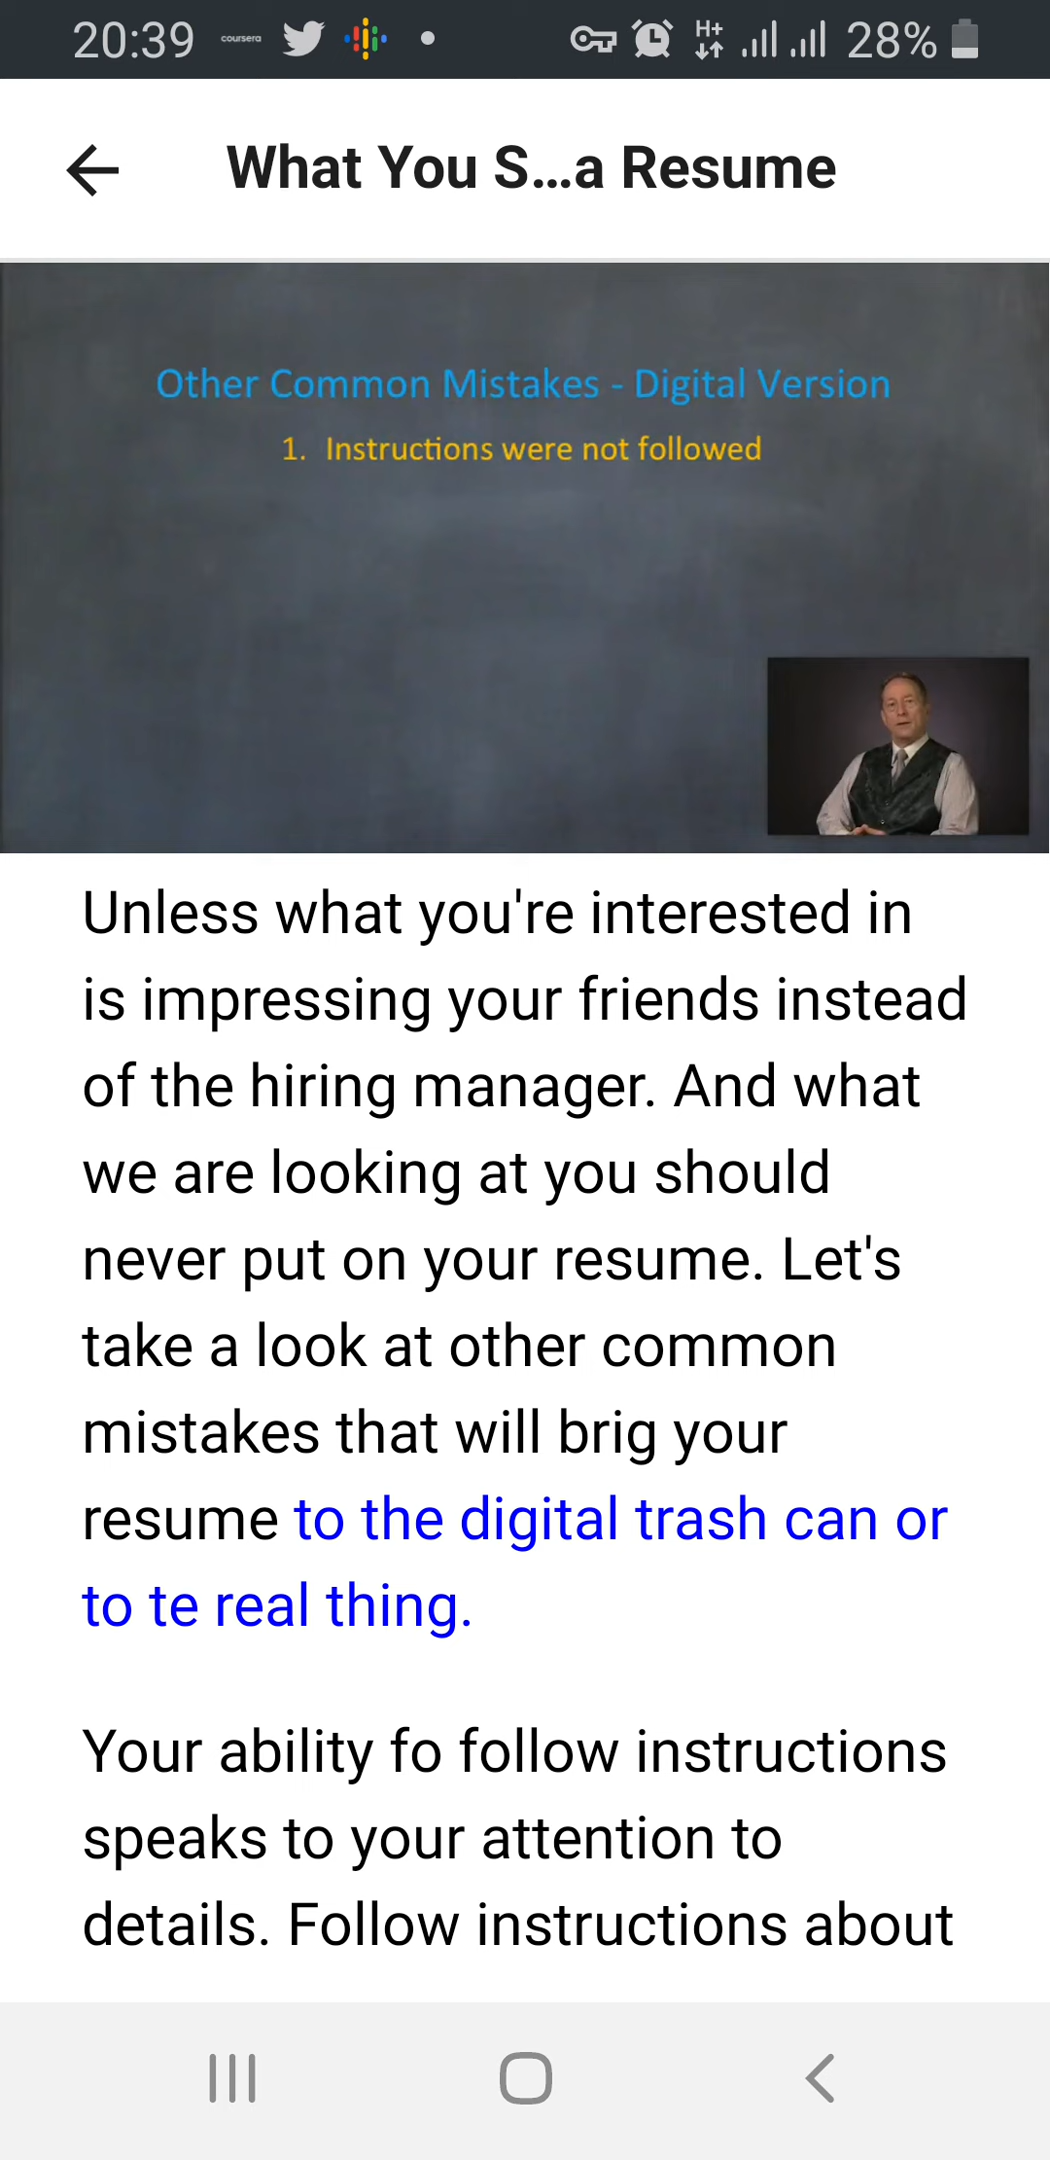 20:39 coursera H+ 28%
What You S...a Resume
Other Common Mistakes - Digital Version
1. Instructions were not followed
Unless what you're interested in
is impressing your friends instead
of the hiring manager. And what
we are looking at you should
never put on your resume. Let's
take a look at other common
mistakes that will brig your
resume to the digital trash can or
to te real thing.
Your ability fo follow instructions
speaks to your attention to
details. Follow instructions about